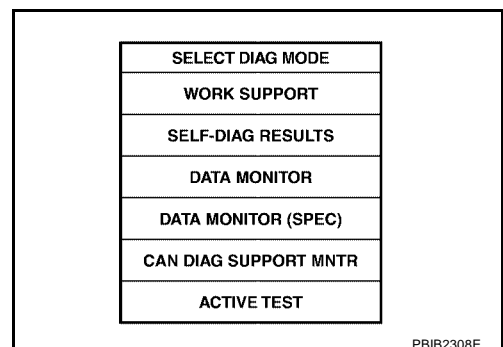 SELECT DIAG MODE
WORK SUPPORT
SELF-DIAG RESULTS
DATA MONITOR
DATA MONITOR (SPEC)
CAN DIAG SUPPORT MNTR
ACTIVE TEST
PBIB2308E